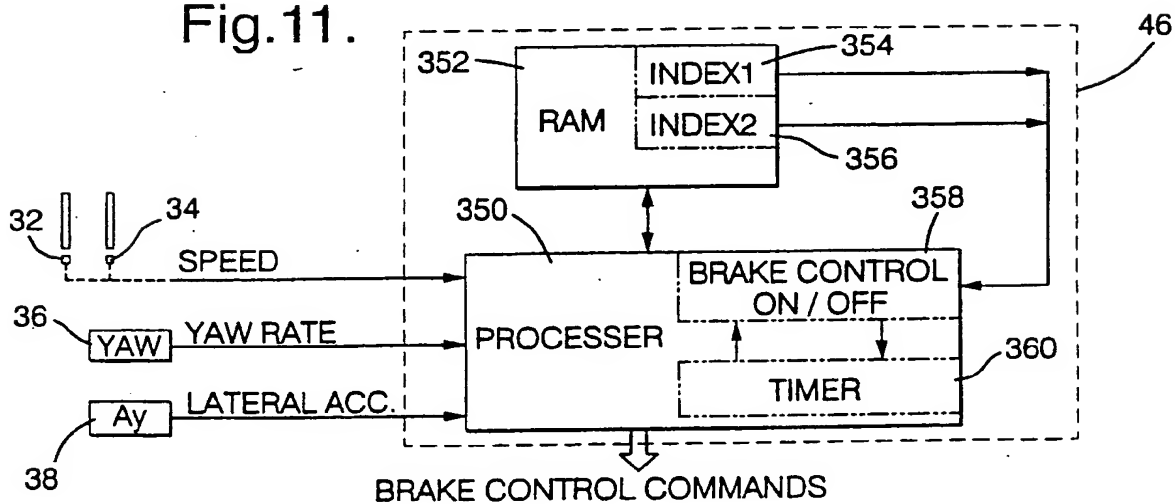 Fig.11.
46
352
354
INDEX1
RAM
INDEX2
356
350
358
32
34
SPEED
BRAKE CONTROL
ON / OFF
36
YAW
YAW RATE
PROCESSER
360
TIMER
Ay
LATERAL ACC.
38
BRAKE CONTROL COMMANDS